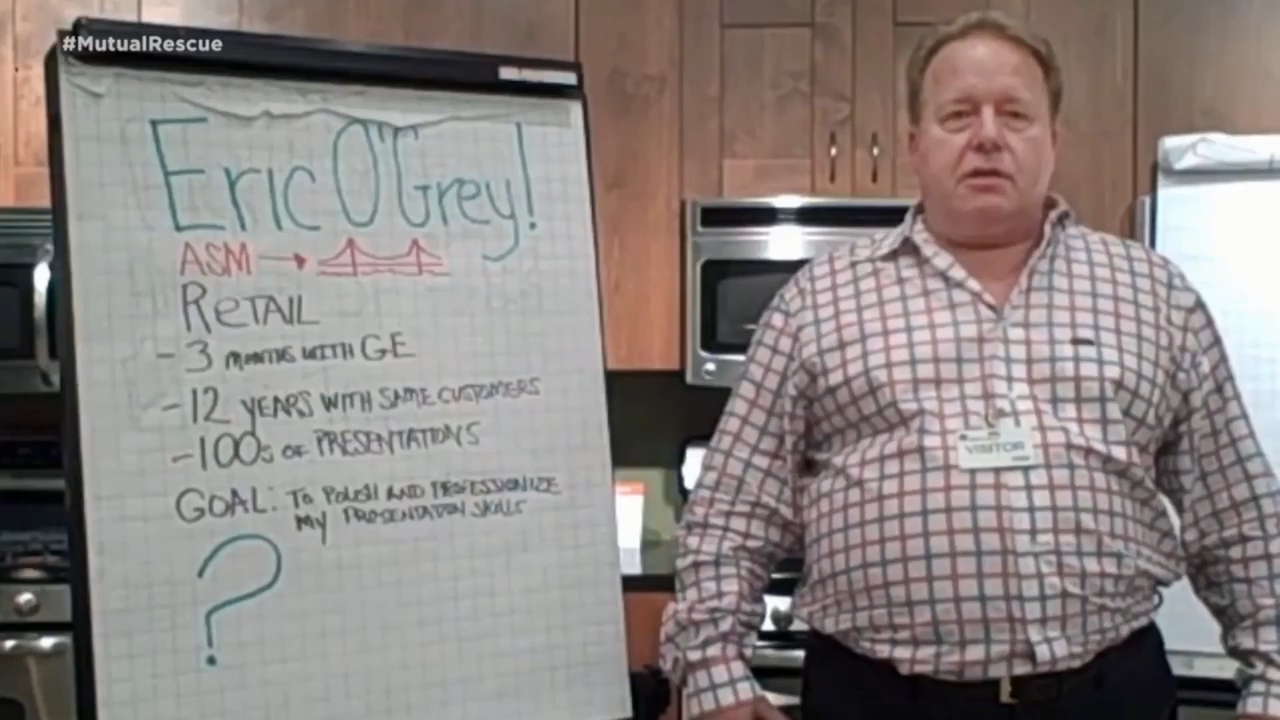 #MutualRescue
Eric O'Grey!
ASM
RETAIL
- 3 MONTHS WITH GE
- 12 YEARS WITH SAME CUSTOMERS
- 100s OF PRESENTATIONS
GOAL: TO POLISH AND PROFESSIONIZE
MY PRESENTATION SKILLS
?
VISITOR